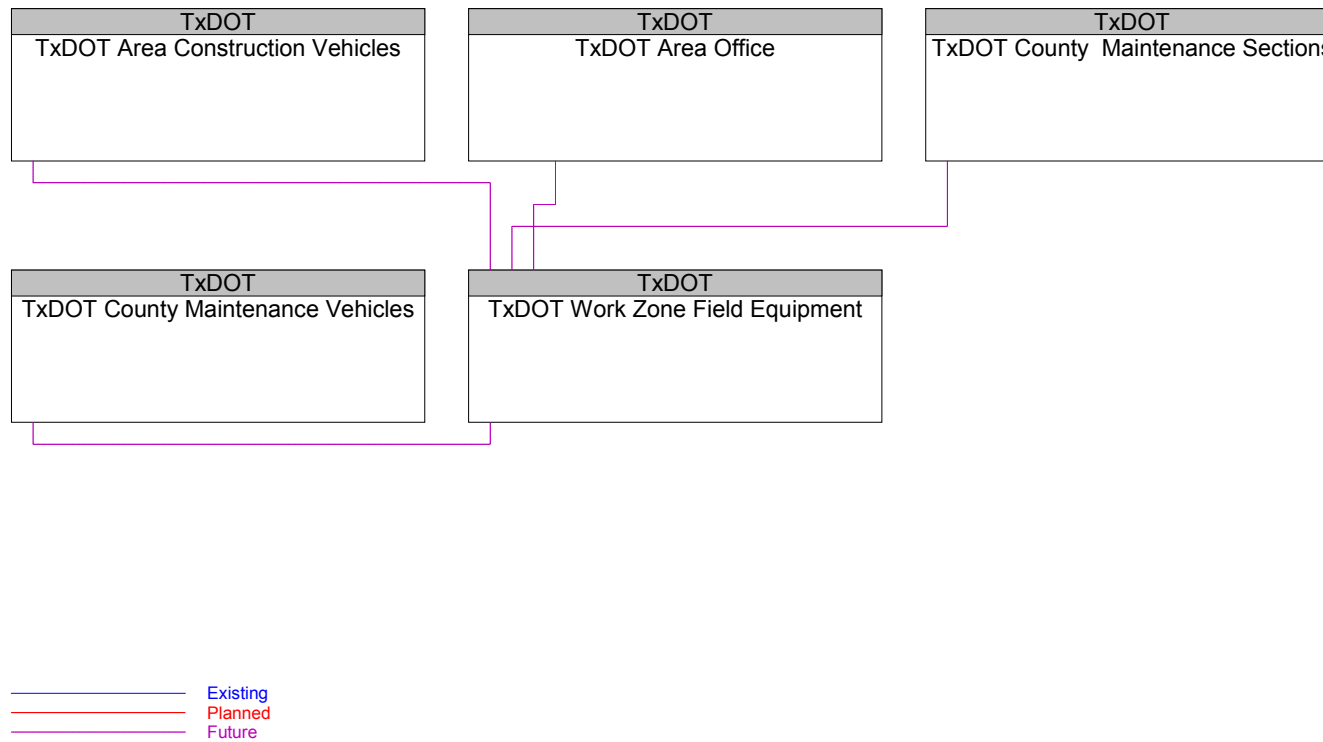 TxDOT
TxDOT Area Construction Vehicles
TxDOT
TxDOT Area Office
TxDOT
TxDOT County  Maintenance Sections
TxDOT
TxDOT County Maintenance Vehicles
TxDOT
TxDOT Work Zone Field Equipment
Existing
Planned
Future